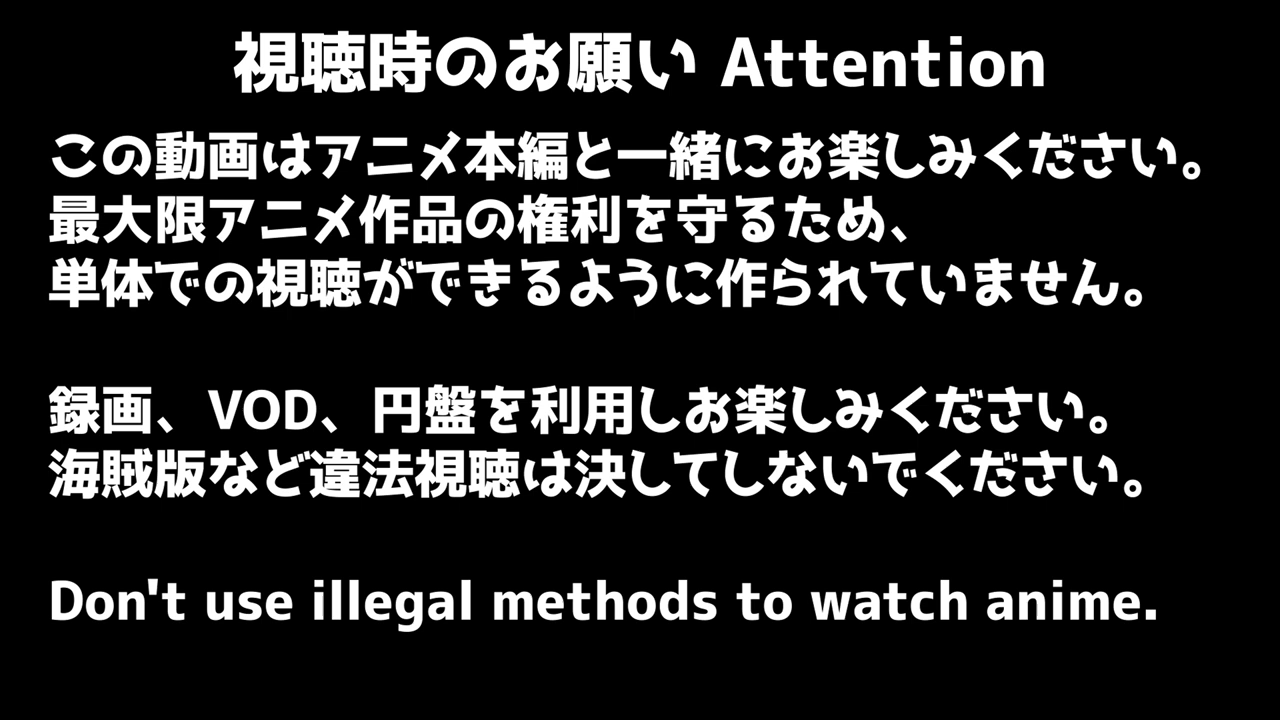 視聴時のお願い Attention
この動画はアニメ本編と一緒にお楽しみください。
最大限アニメ作品の権利を守るため、
単体での視聴ができるように作られていません。
録画、VOD、円盤を利用しお楽しみください。
海賊版など違法視聴は決してしないでください。
Don't use illegal methods to watch anime.